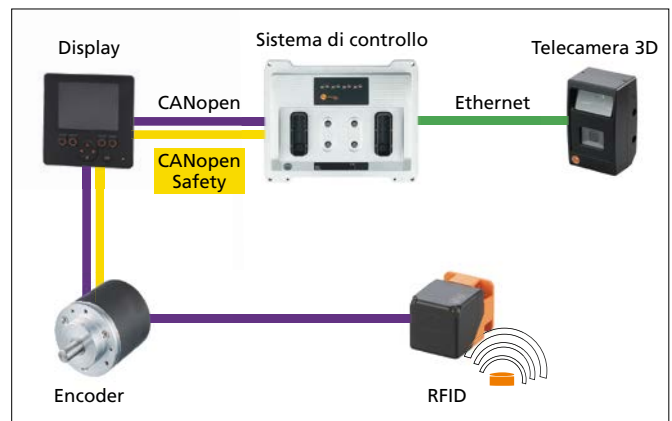 Display
Sistema di controllo
Telecamera 3D
CANopen
Ethernet
CANopen
Safety
Encoder
RFID